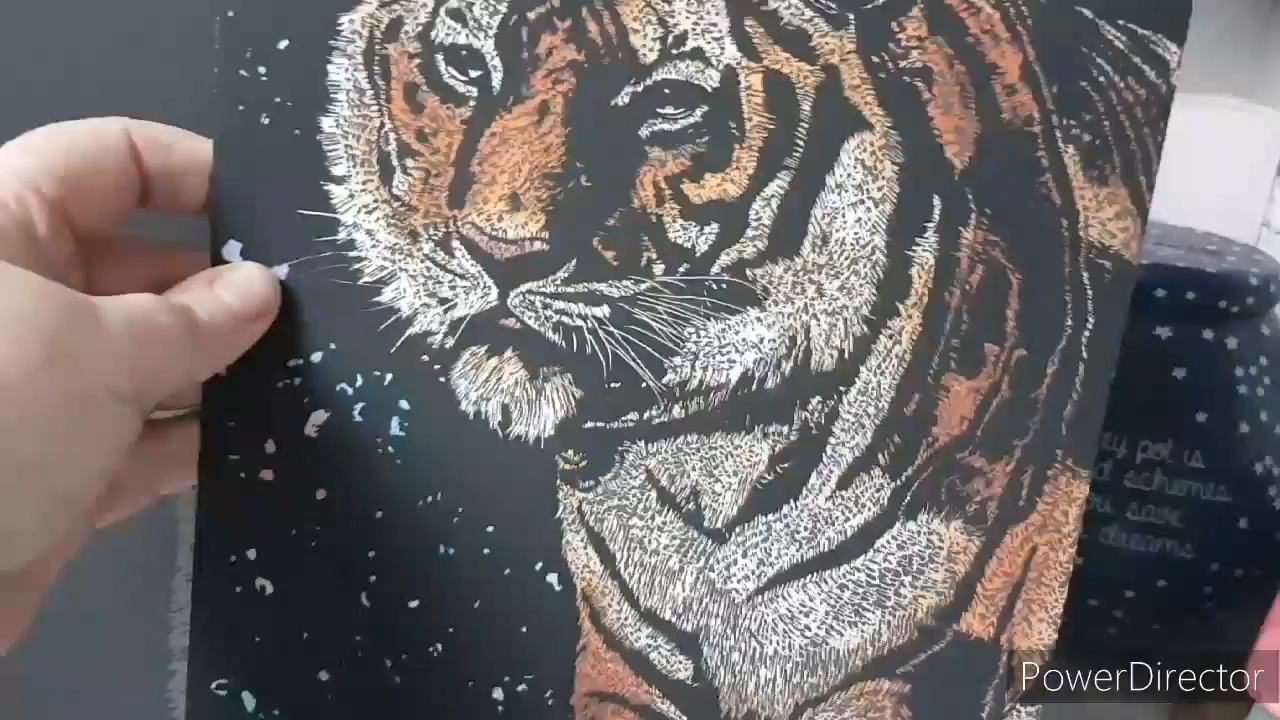 pot is
schemes
save
dreams
PowerDirector